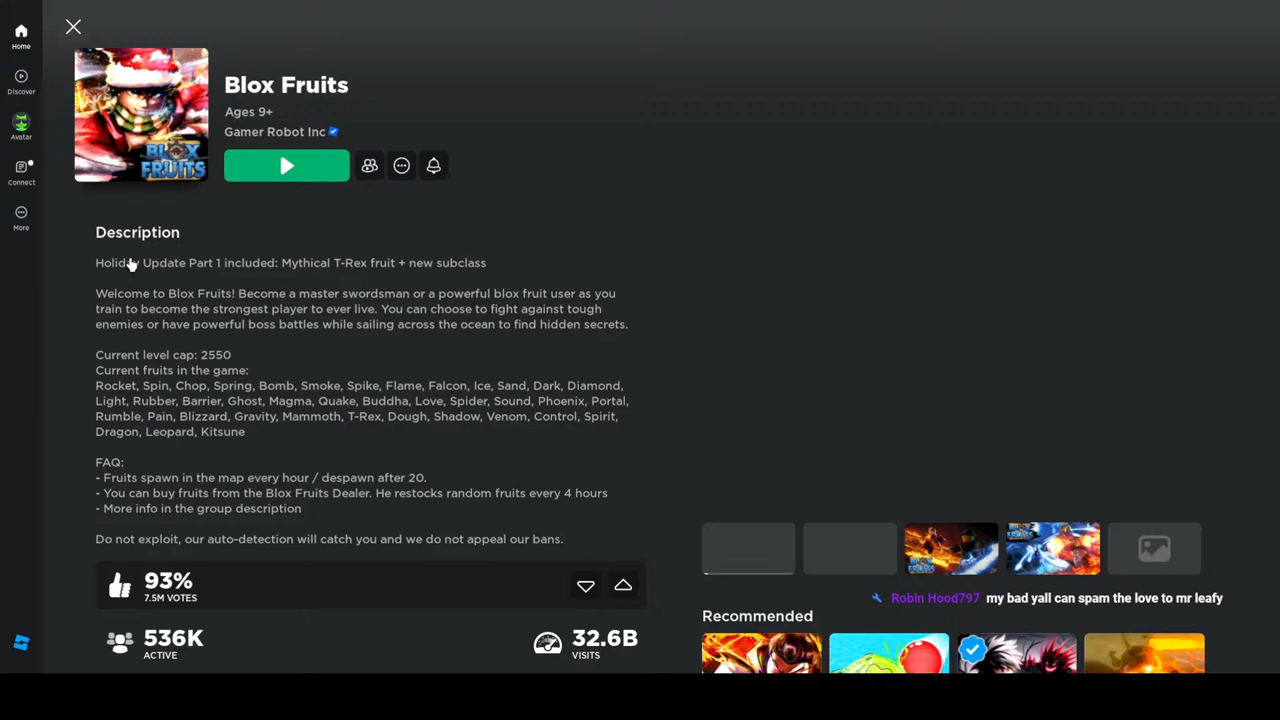 Home
Discover
Avatar
Connect
More
BLOX
FRUITS
Blox Fruits
Ages 9+
Gamer Robot Inc
Description
Holiday Update Part 1 included: Mythical T-Rex fruit + new subclass
Welcome to Blox Fruits! Become a master swordsman or a powerful blox fruit user as you
train to become the strongest player to ever live. You can choose to fight against tough
enemies or have powerful boss battles while sailing across the ocean to find hidden secrets.
Current level cap: 2550
Current fruits in the game:
Rocket, Spin, Chop, Spring, Bomb, Smoke, Spike, Flame, Falcon, Ice, Sand, Dark, Diamond,
Light, Rubber, Barrier, Ghost, Magma, Quake, Buddha, Love, Spider, Sound, Phoenix, Portal,
Rumble, Pain, Blizzard, Gravity, Mammoth, T-Rex, Dough, Shadow, Venom, Control, Spirit,
Dragon, Leopard, Kitsune
FAQ:
- Fruits spawn in the map every hour / despawn after 20.
- You can buy fruits from the Blox Fruits Dealer. He restocks random fruits every 4 hours
- More info in the group description
Do not exploit, our auto-detection will catch you and we do not appeal our bans.
93%
7.5M VOTES
536K
ACTIVE
32.6B
VISITS
Robin Hood797 my bad yall can spam the love to mr leafy
Recommended